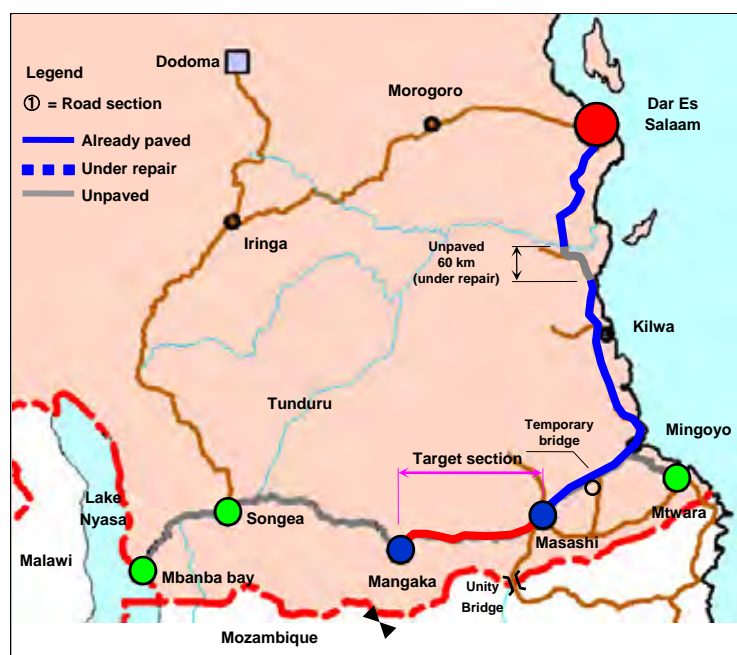 Dodoma
Legend
① = Road section
Already paved
Under repair
Unpaved
Morogoro
Dar Es
Salaam
Iringa
Unpaved
60 km
(under repair)
Kilwa
Tunduru
Temporary
bridge
Mingoyo
Target section
Lake
Nyasa
Songea
Mtwara
Masashi
Malawi
Mbanba bay
Mangaka
Unity
Bridge
Mozambique